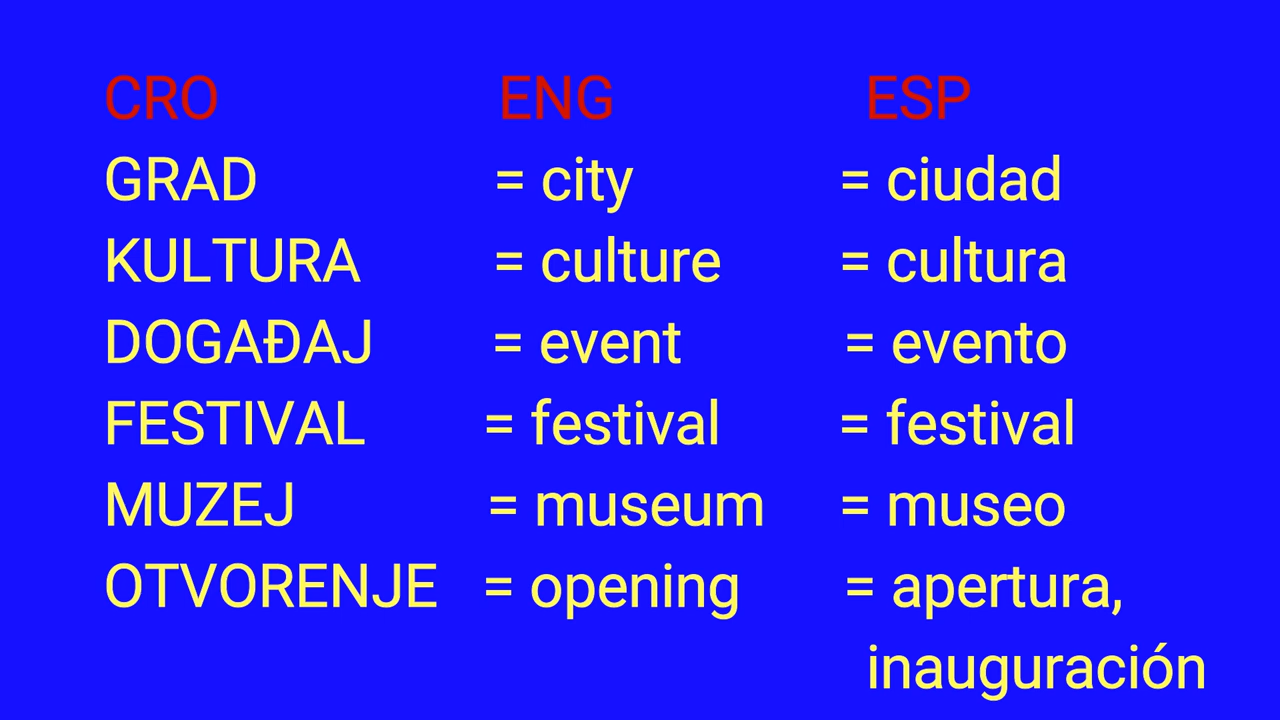 CRO ENG ESP
GRAD = city = ciudad
KULTURA = culture = cultura
DOGAĐAJ = event = evento
FESTIVAL = festival = festival
MUZEJ = museum = museo
OTVORENJE = opening = apertura,
inauguración